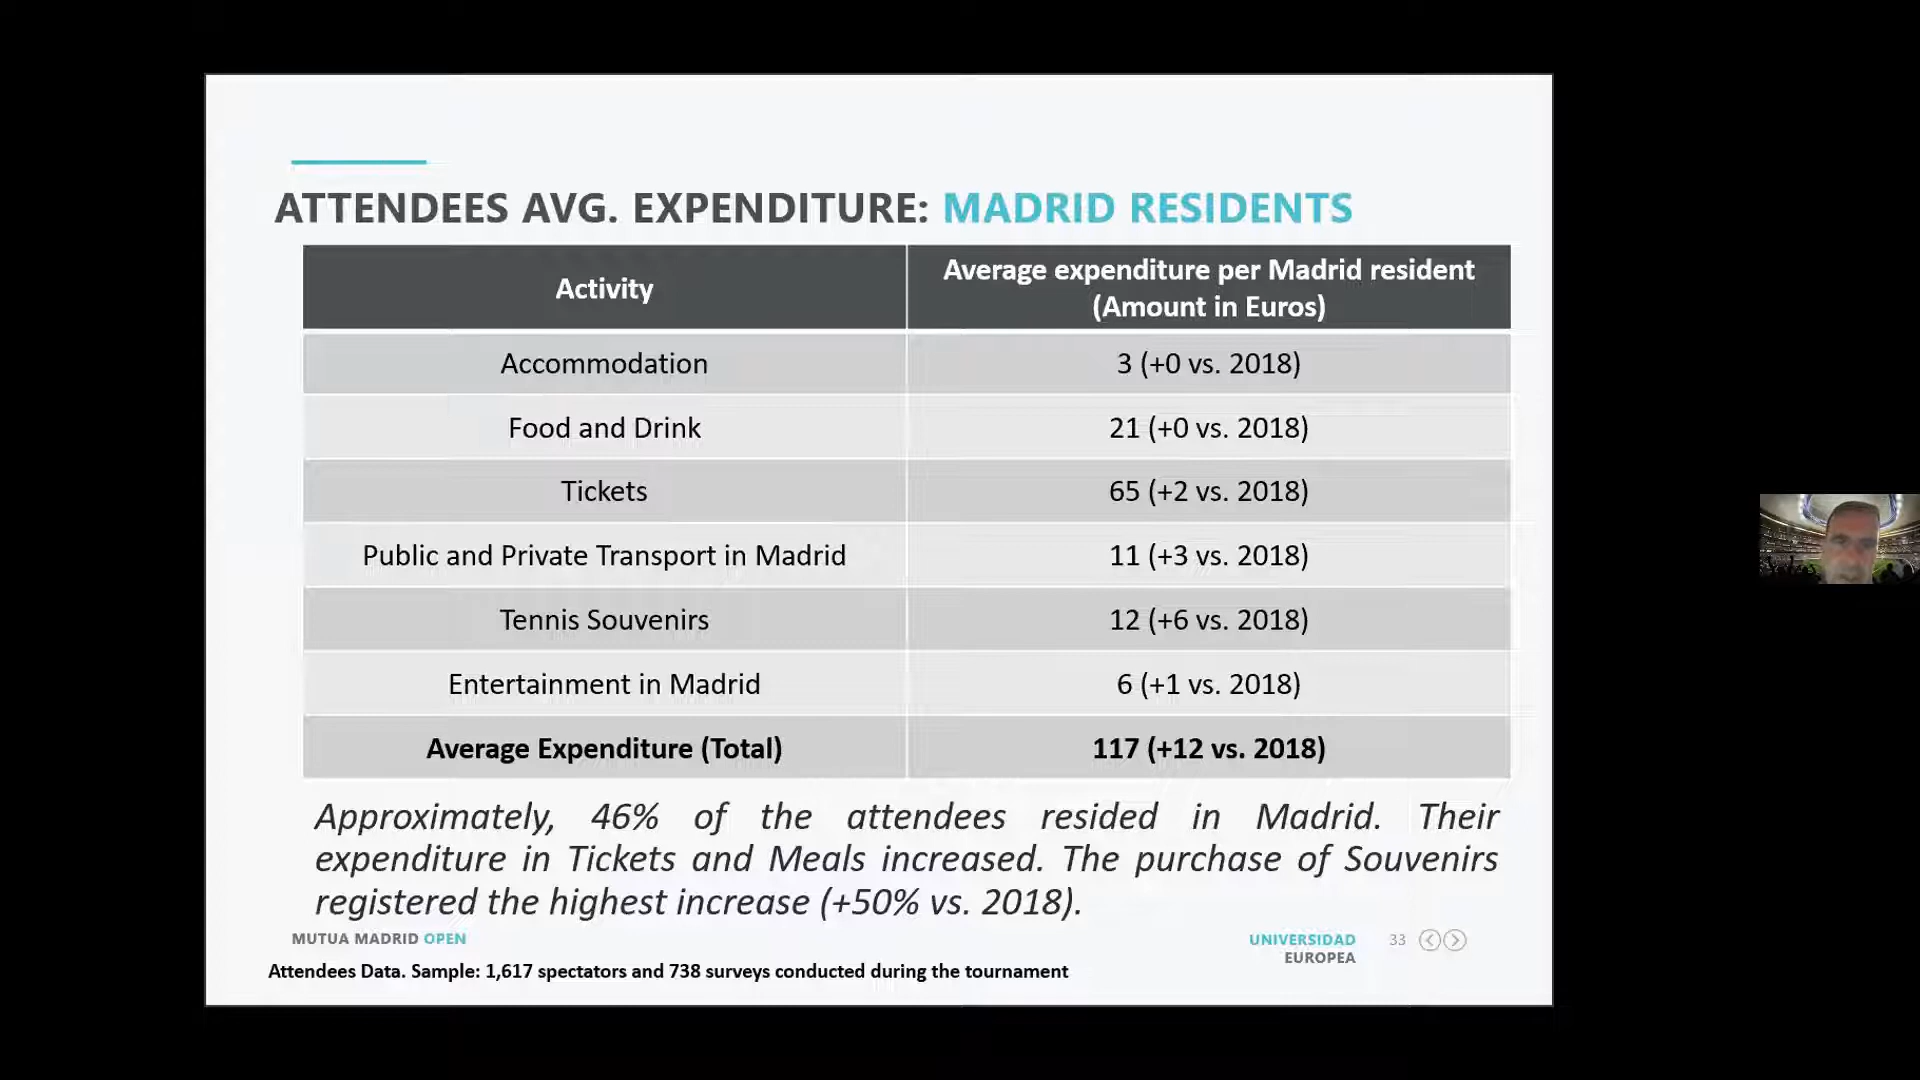 ATTENDEES AVG. EXPENDITURE: MADRID RESIDENTS
Activity
Average expenditure per Madrid resident
(Amount in Euros)
Accommodation
3 (+0 vs. 2018)
Food and Drink
21 (+0 vs. 2018)
Tickets
65 (+2 vs. 2018)
Public and Private Transport in Madrid
11 (+3 vs. 2018)
Tennis Souvenirs
12 (+6 vs. 2018)
Entertainment in Madrid
6 (+1 vs. 2018)
Average Expenditure (Total)
117 (+12 vs. 2018)
Approximately, 46% of the attendees resided in Madrid. Their
expenditure in Tickets and Meals increased. The purchase of Souvenirs
registered the highest increase (+50% vs. 2018).
MUTUA MADRID OPEN
UNIVERSIDAD
EUROPEA
33
Attendees Data. Sample: 1,617 spectators and 738 surveys conducted during the tournament